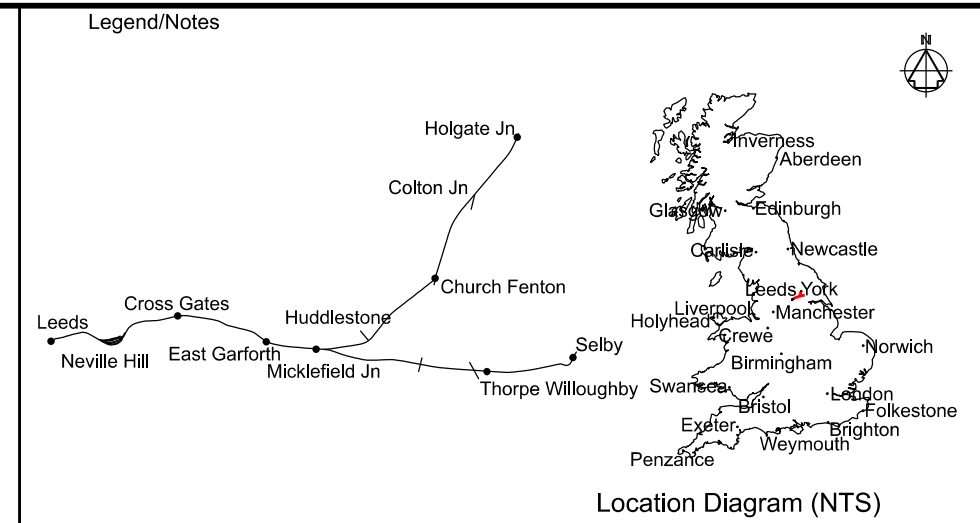 Legend/Notes
N
Holgate Jn
Colton Jn
Church Fenton
Huddlestone
Cross Gates
Leeds
Neville Hill
East Garforth
Micklefield Jn
Selby
Thorpe Willoughby
Inverness
Aberdeen
Glasgow
Edinburgh
Carlisle
Newcastle
Leeds York
Liverpool
Manchester
Holyhead
Crewe
Norwich
Birmingham
Swansea
London
Bristol
Folkestone
Exeter
Brighton
Weymouth
Penzance
Location Diagram (NTS)